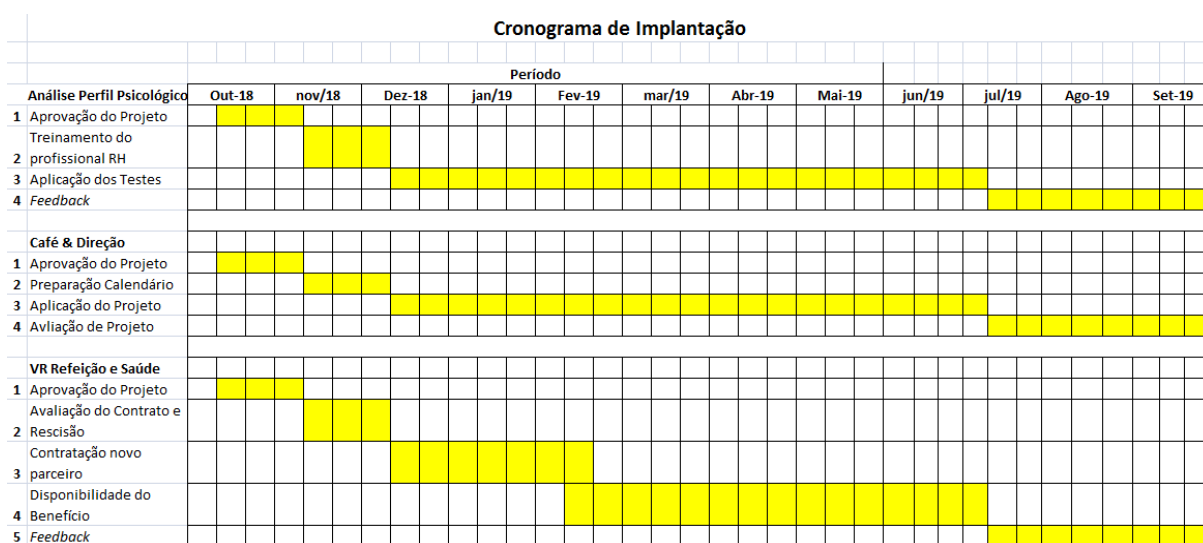 Cronograma de Implantação
Período
Análise Perfil Psicológico Out-18 nov/18 Dez-18 jan/19 Fev-19 mar/19 Abr-19 Mai-19 jun/19 jul/19 Ago-19 Set-19
1 Aprovação do Projeto
Treinamento do
2 profissional RH
3 Aplicação dos Testes
4 Feedback
Café & Direção
1 Aprovação do Projeto
2 Preparação Calendário
3 Aplicação do Projeto
4 Avliação de Projeto
VR Refeição e Saúde
1 Aprovação do Projeto
Avaliação do Contrato e
2 Rescisão
Contratação novo
3 parceiro
Disponibilidade do
4 Benefício
5 Feedback